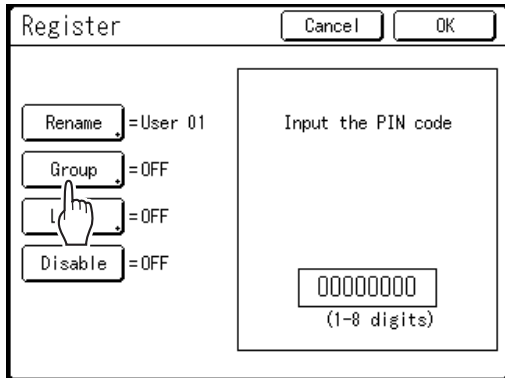 Register
Cancel
OK
Rename =User 01
Input the PIN code
Group =OFF
=OFF
Disable =OFF
00000000
(1-8 digits)